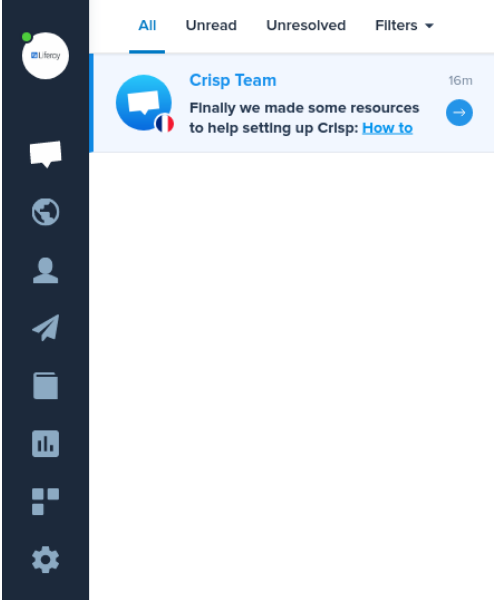 All Unread Unresolved Filters
Lifercy
Crisp Team 16m
Finally we made some resources
to help setting up Crisp: How to